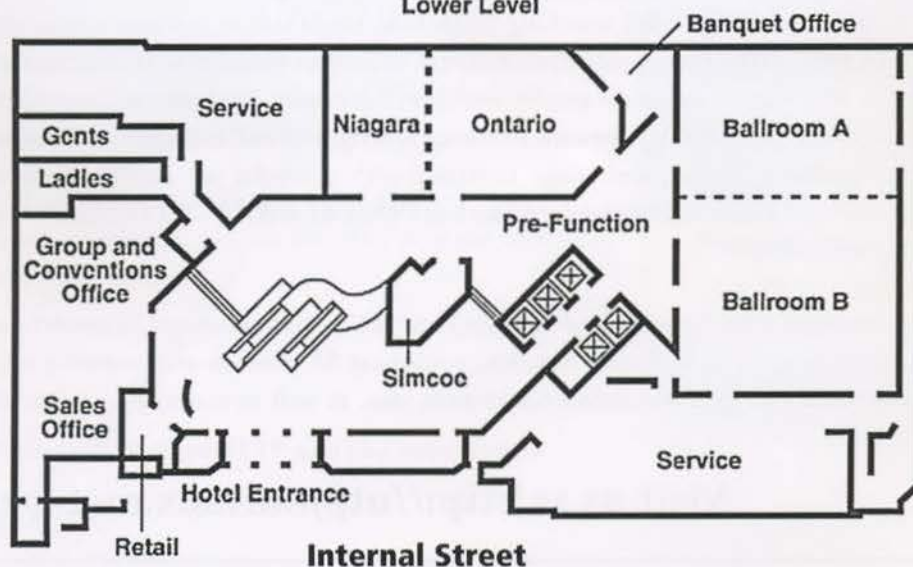 Lower Level
Banquet Office
Service
Niagara
Ontario
Ballroom A
Gents
Ladies
Pre-Function
Group and
Conventions
Office
Ballroom B
Simcoe
Sales
Office
Service
Hotel Entrance
Retail
Internal Street